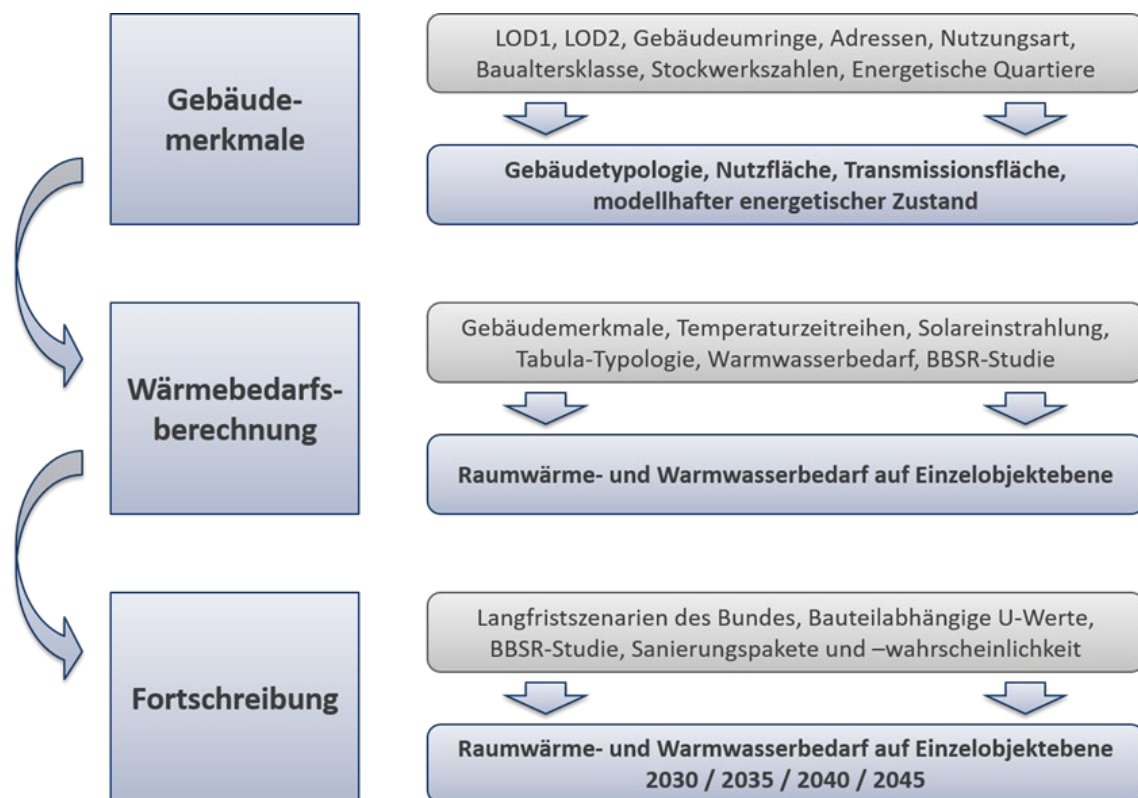 Gebäude-
merkmale
LOD1, LOD2, Gebäudeumringe, Adressen, Nutzungsart,
Baualtersklasse, Stockwerkszahlen, Energetische Quartiere
Gebäudetypologie, Nutzfläche, Transmissionsfläche,
modellhafter energetischer Zustand
Wärmebedarfs-
berechnung
Gebäudemerkmale, Temperaturzeitreihen, Solareinstrahlung,
Tabula-Typologie, Warmwasserbedarf, BBSR-Studie
Raumwärme- und Warmwasserbedarf auf Einzelobjektebene
Fortschreibung
Langfristszenarien des Bundes, Bauteilabhängige U-Werte,
BBSR-Studie, Sanierungspakete und –wahrscheinlichkeit
Raumwärme- und Warmwasserbedarf auf Einzelobjektebene
2030 / 2035 / 2040 / 2045